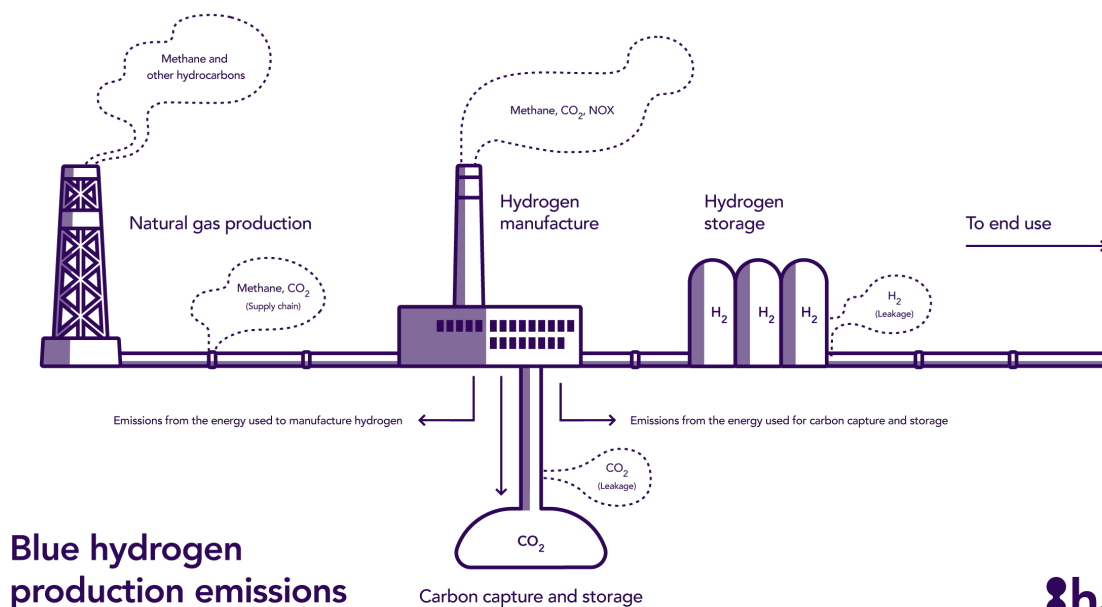 Methane and
other hydrocarbons
Methane, CO₂, NOX
Natural gas production
Hydrogen
manufacture
Hydrogen
storage
To end use
Methane, CO₂
(Supply chain)
H₂
H₂
H₂
H₂
(Leakage)
Emissions from the energy used to manufacture hydrogen
Emissions from the energy used for carbon capture and storage
CO₂
(Leakage)
CO₂
Blue hydrogen
production emissions
Carbon capture and storage